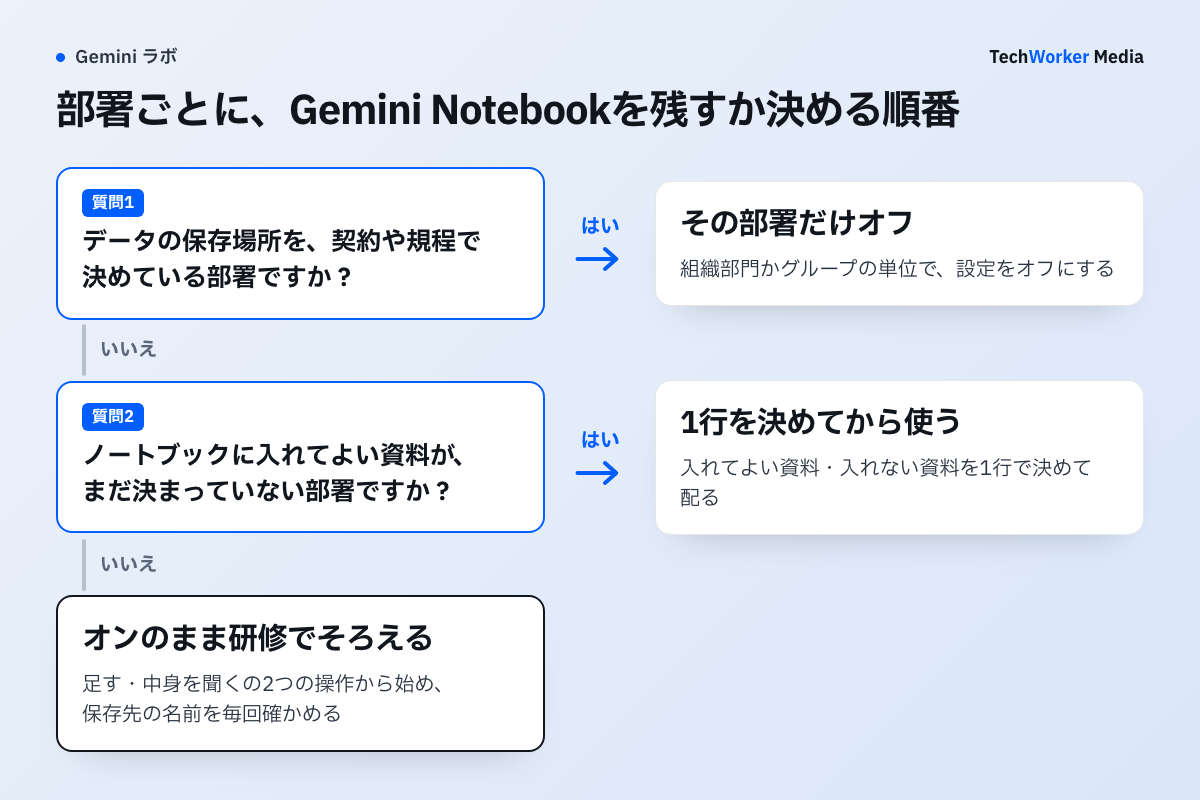 Gemini ラボ
TechWorker Media
部署ごとに、Gemini Notebookを残すか決める順番
質問1
データの保存場所を、契約や規程で
決めている部署ですか？
はい
その部署だけオフ
組織部門かグループの単位で、設定をオフにする
いいえ
質問2
ノートブックに入れてよい資料が、
まだ決まっていない部署ですか？
はい
1行を決めてから使う
入れてよい資料・入れない資料を1行で決めて
配る
いいえ
オンのまま研修でそろえる
足す・中身を聞くの2つの操作から始め、
保存先の名前を毎回確かめる